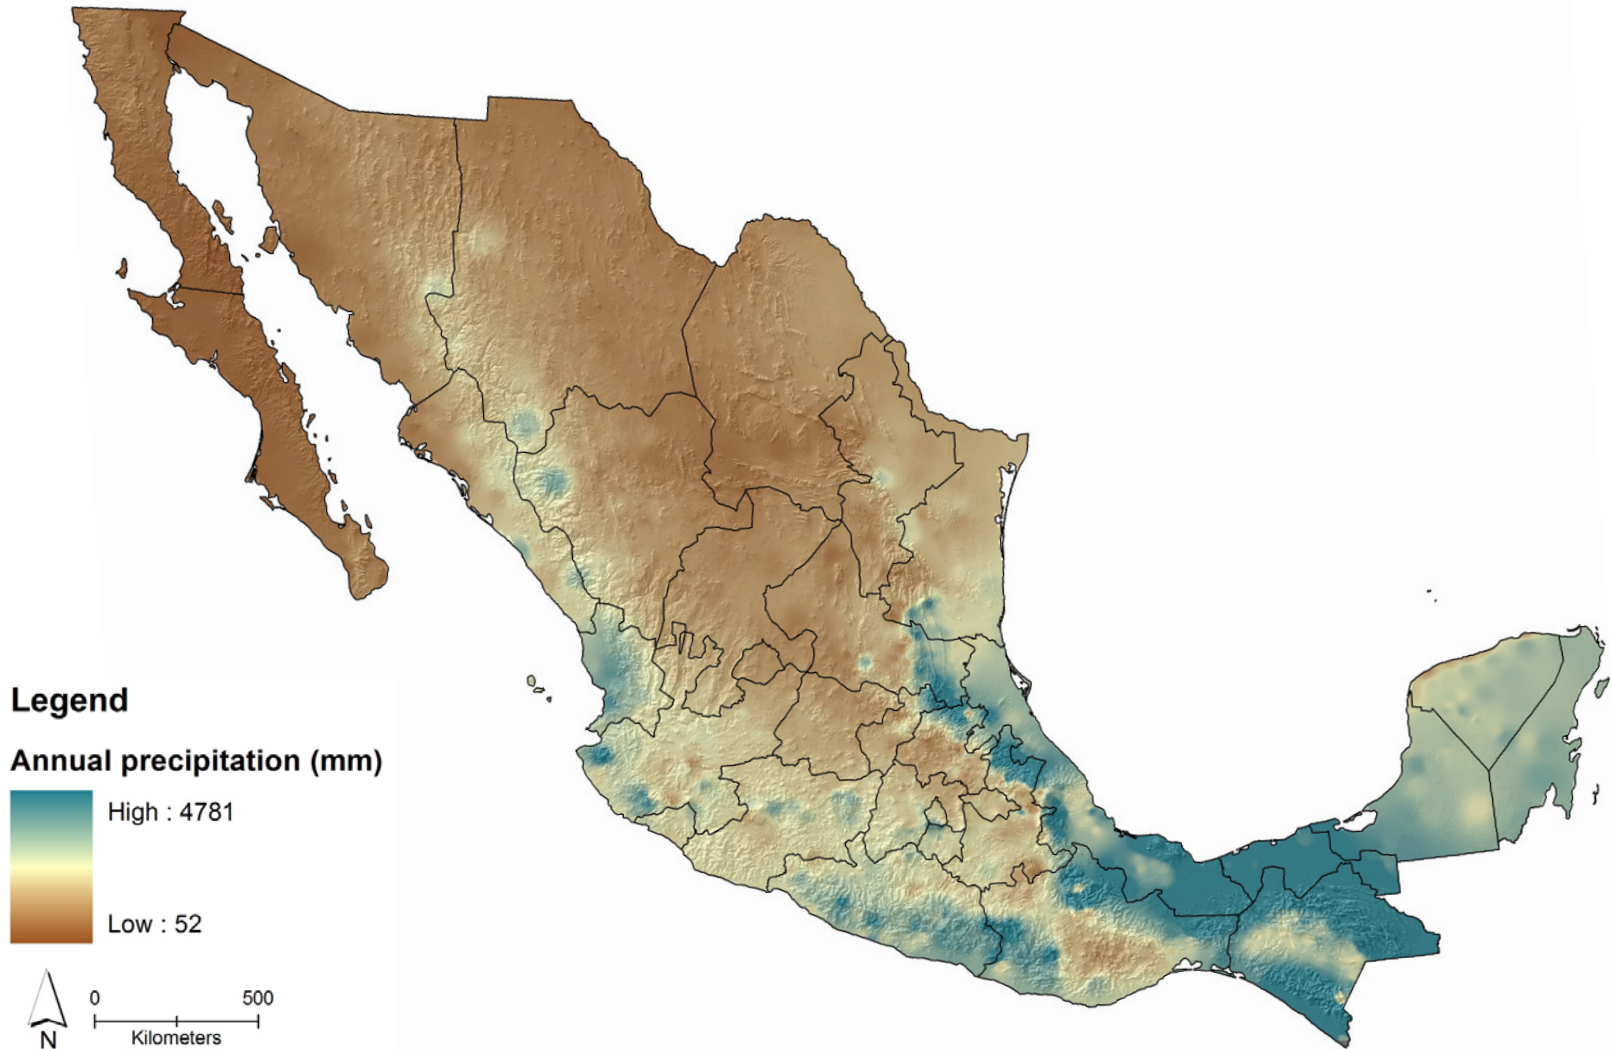 Legend
Annual precipitation (mm)
High : 4781
Low : 52
0 500
Kilometers
N